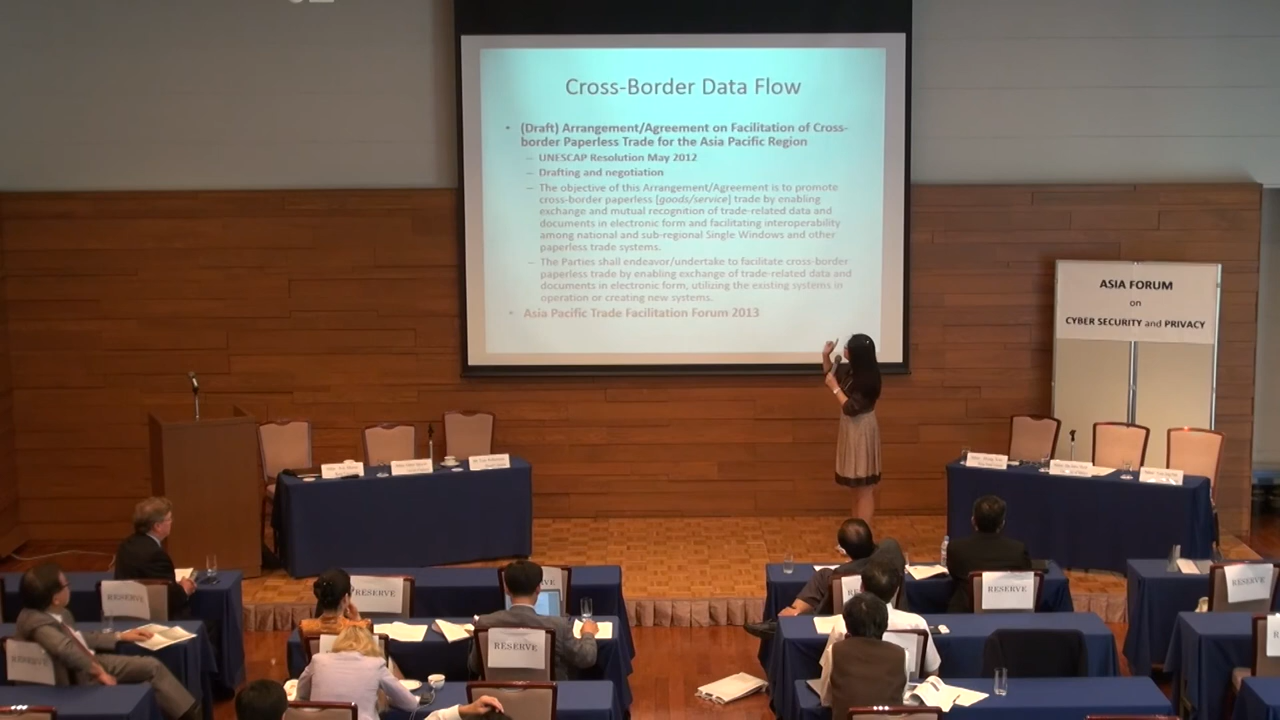 Cross-Border Data Flow
• (Draft) Arrangement/Agreement on Facilitation of Cross-
border Paperless Trade for the Asia Pacific Region
– UNESCAP Resolution May 2012
– Drafting and negotiation
– The objective of this Arrangement/Agreement is to promote
cross-border paperless [goods/service] trade by enabling
exchange and mutual recognition of trade-related data and
documents in electronic form and facilitating interoperability
among national and sub-regional Single Windows and other
paperless trade systems.
– The Parties shall endeavor/undertake to facilitate cross-border
paperless trade by enabling exchange of trade-related data and
documents in electronic form, utilizing the existing systems in
operation or creating new systems.
• Asia Pacific Trade Facilitation Forum 2013
ASIA FORUM
on
CYBER SECURITY and PRIVACY
RESERVE
RESERVE
RESERVE
RESERVE
RESERVE
RESERVE